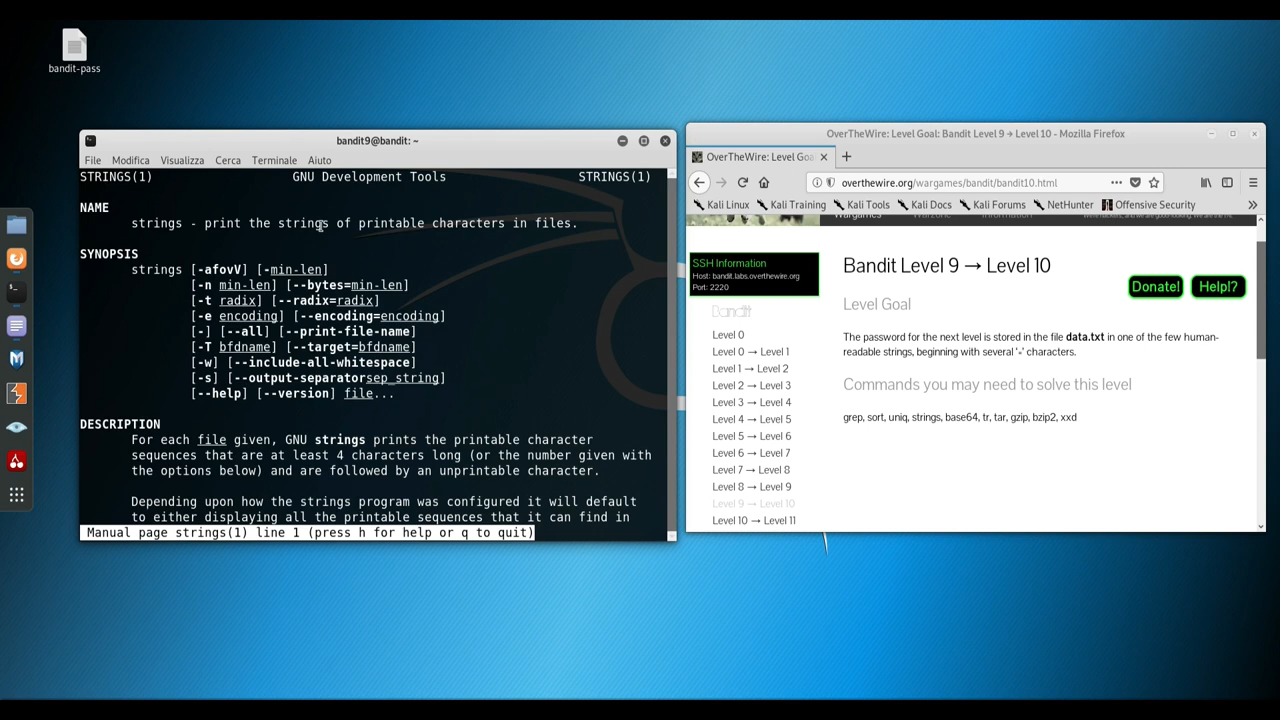 bandit-pass
bandit9@bandit: ~
File Modifica Visualizza Cerca Terminale Aiuto
STRINGS(1) GNU Development Tools STRINGS(1)
NAME
strings - print the strings of printable characters in files.
SYNOPSIS
strings [-afovV] [-min-len]
[-n min-len] [--bytes=min-len]
[-t radix] [--radix=radix]
[-e encoding] [--encoding=encoding]
[-] [--all] [--print-file-name]
[-T bfdname] [--target=bfdname]
[-w] [--include-all-whitespace]
[-s] [--output-separatorsep_string]
[--help] [--version] file...
DESCRIPTION
For each file given, GNU strings prints the printable character
sequences that are at least 4 characters long (or the number given with
the options below) and are followed by an unprintable character.
Depending upon how the strings program was configured it will default
to either displaying all the printable sequences that it can find in
Manual page strings(1) line 1 (press h for help or q to quit)
OverTheWire: Level Goal: Bandit Level 9 → Level 10 - Mozilla Firefox
OverTheWire: Level Goa
overthewire.org/wargames/bandit/bandit10.html
Kali Linux Kali Training Kali Tools Kali Docs Kali Forums NetHunter Offensive Security
Wargames Warzone Information
SSH Information
Host: bandit.labs.overthewire.org
Port: 2220
Bandit
Level 0
Level 0 → Level 1
Level 1 → Level 2
Level 2 → Level 3
Level 3 → Level 4
Level 4 → Level 5
Level 5 → Level 6
Level 6 → Level 7
Level 7 → Level 8
Level 8 → Level 9
Level 9 → Level 10
Level 10 → Level 11
Bandit Level 9 → Level 10
Donate! Help!?
Level Goal
The password for the next level is stored in the file data.txt in one of the few human-
readable strings, beginning with several '=' characters.
Commands you may need to solve this level
grep, sort, uniq, strings, base64, tr, tar, gzip, bzip2, xxd